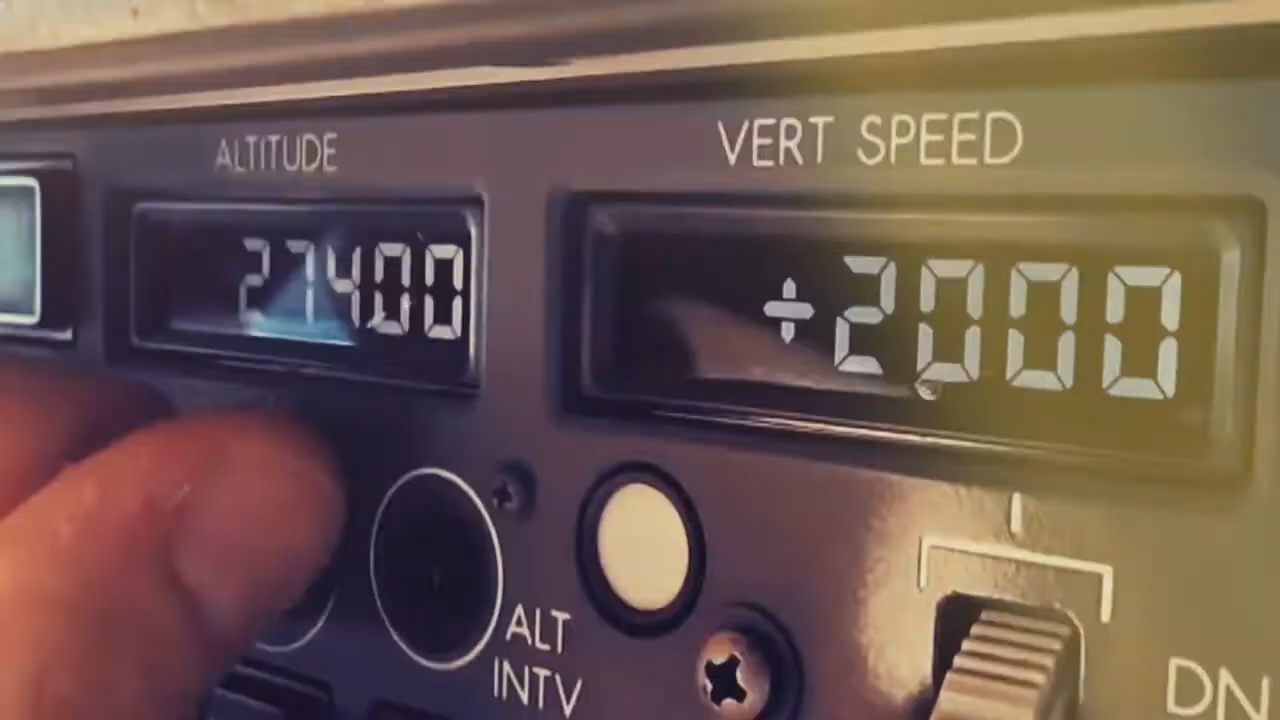 ALTITUDE
VERT SPEED
27400
+2000
ALT
INTV
DN